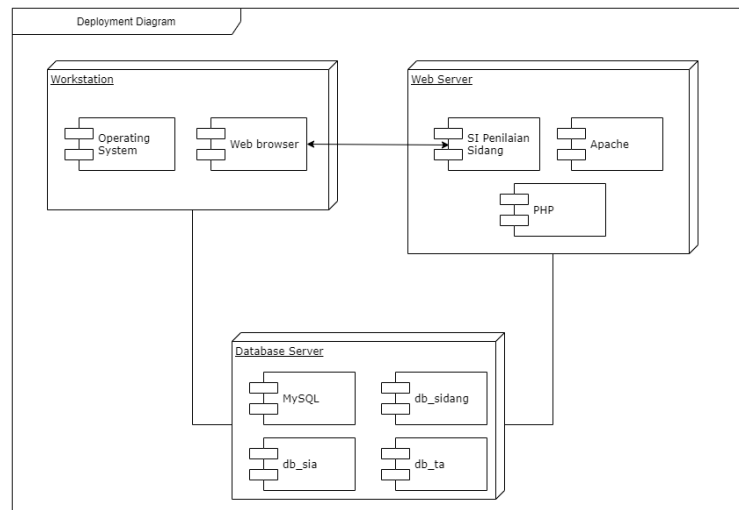 Deployment Diagram
Workstation
Operating
System
Web browser
Web Server
SI Penilaian
Sidang
Apache
PHP
Database Server
MySQL
db_sidang
db_sia
db_ta